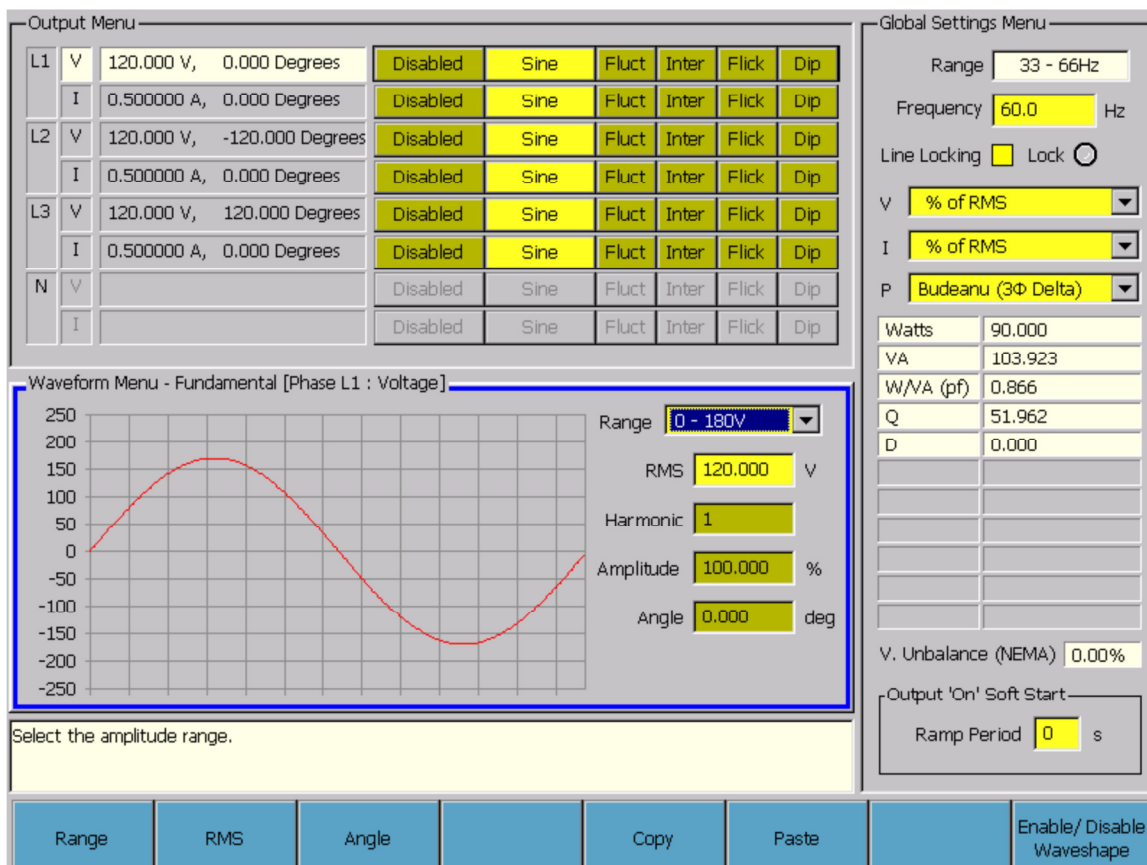 Output Menu
L1 V 120.000 V, 0.000 Degrees Disabled Sine Fluct Inter Flick Dip
I 0.500000 A, 0.000 Degrees Disabled Sine Fluct Inter Flick Dip
L2 V 120.000 V, -120.000 Degrees Disabled Sine Fluct Inter Flick Dip
I 0.500000 A, 0.000 Degrees Disabled Sine Fluct Inter Flick Dip
L3 V 120.000 V, 120.000 Degrees Disabled Sine Fluct Inter Flick Dip
I 0.500000 A, 0.000 Degrees Disabled Sine Fluct Inter Flick Dip
N V Disabled Sine Fluct Inter Flick Dip
I Disabled Sine Fluct Inter Flick Dip
Waveform Menu - Fundamental [Phase L1 : Voltage]
250
200
150
100
50
0
-50
-100
-150
-200
-250
Range 0 - 180V
RMS 120.000 V
Harmonic 1
Amplitude 100.000 %
Angle 0.000 deg
Select the amplitude range.
Global Settings Menu
Range 33 - 66Hz
Frequency 60.0 Hz
Line Locking Lock
V % of RMS
I % of RMS
P Budeanu (3Φ Delta)
Watts 90.000
VA 103.923
W/VA (pf) 0.866
Q 51.962
D 0.000
V. Unbalance (NEMA) 0.00%
Output 'On' Soft Start
Ramp Period 0 s
Range RMS Angle Copy Paste Enable/ Disable
Waveshape